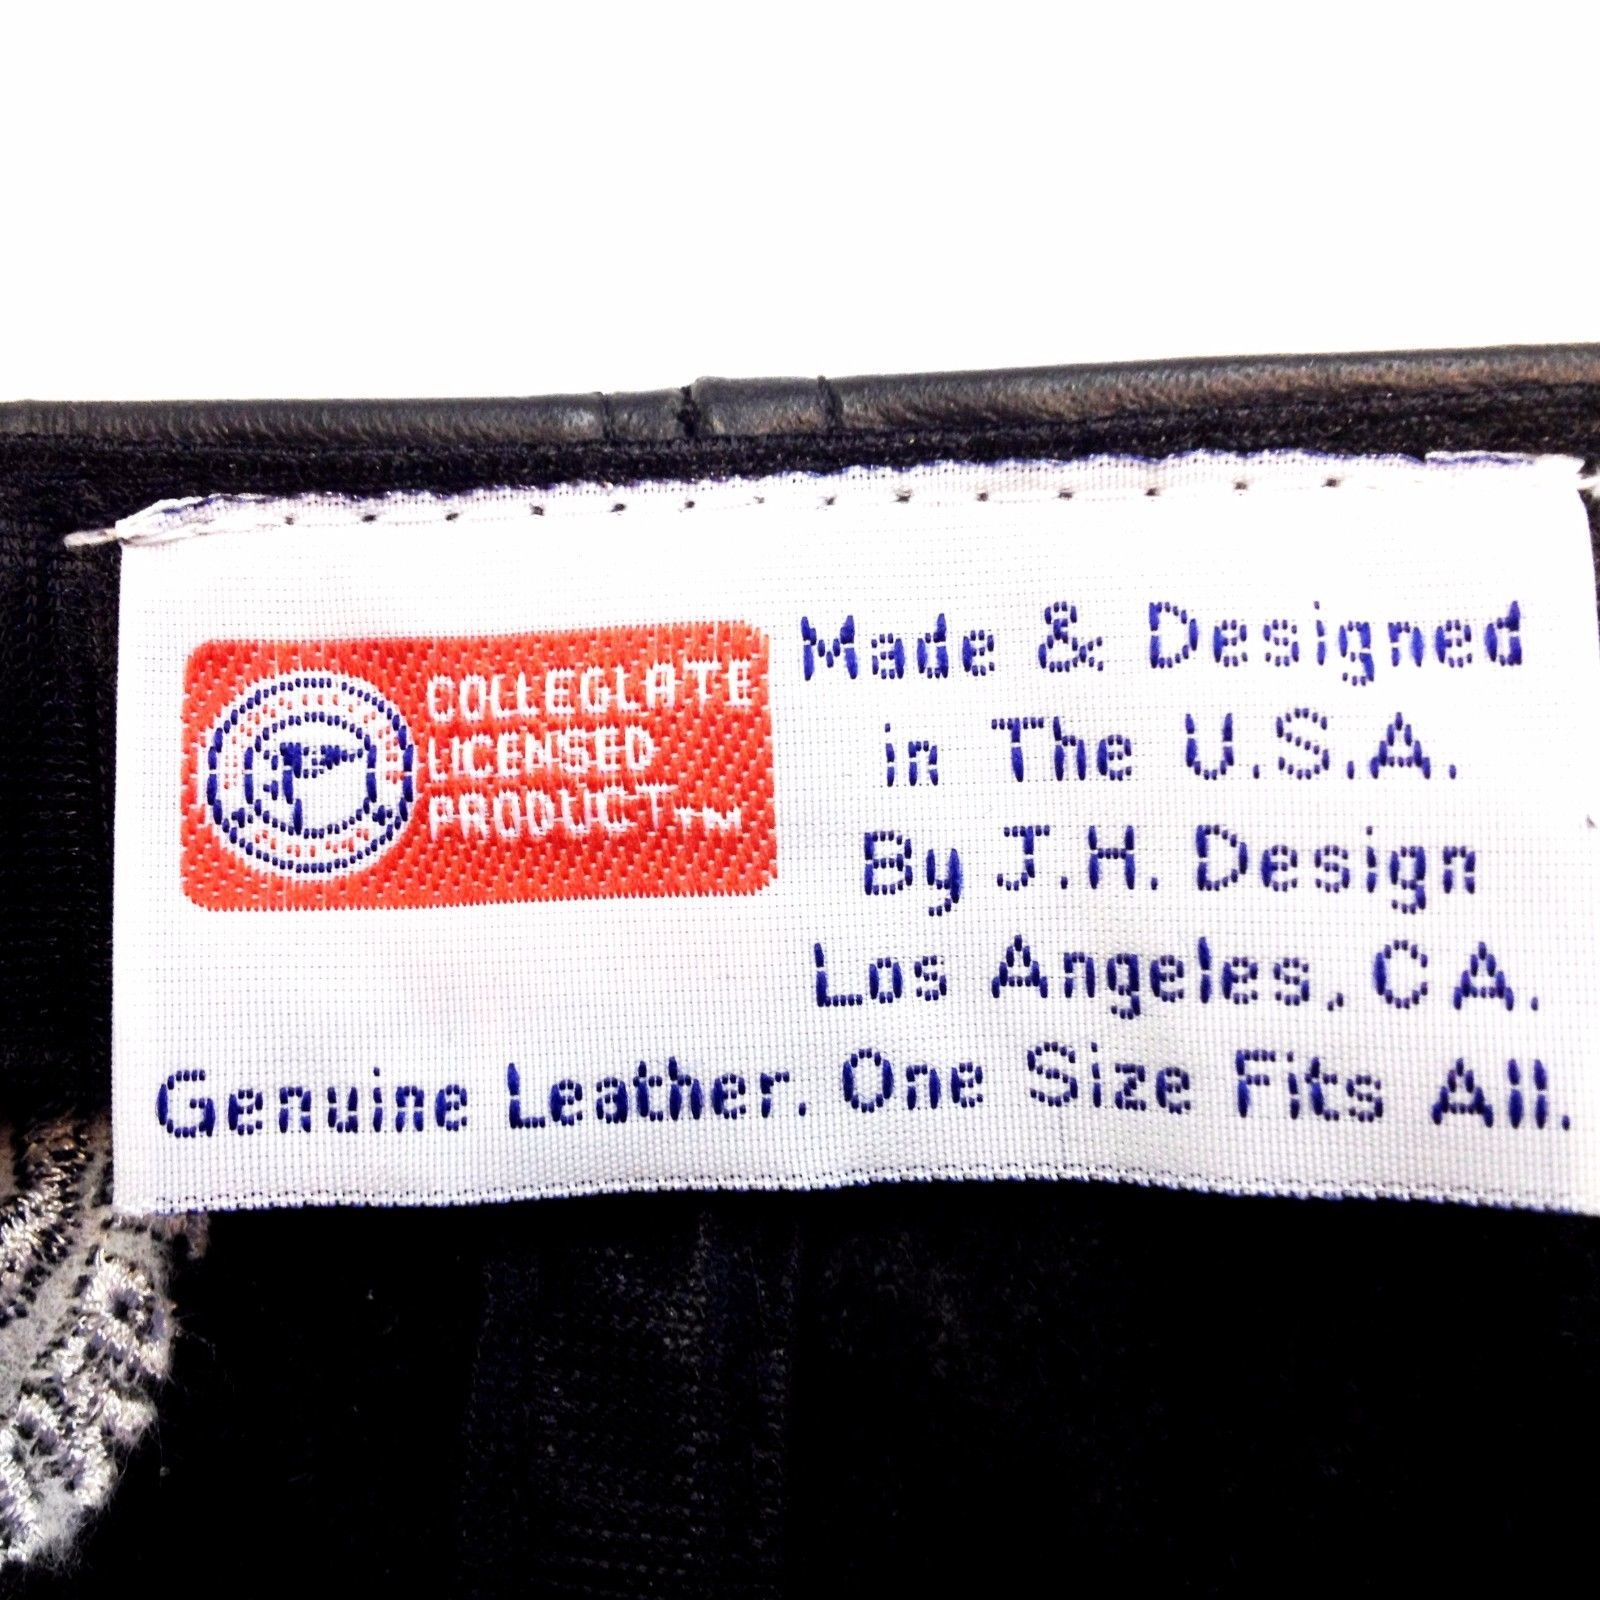 COLLEGIATE
LICENSED
PRODUCT™
Made & Designed
in The U.S.A.
By J.H. Design
Los Angeles, CA.
Genuine Leather. One Size Fits All.